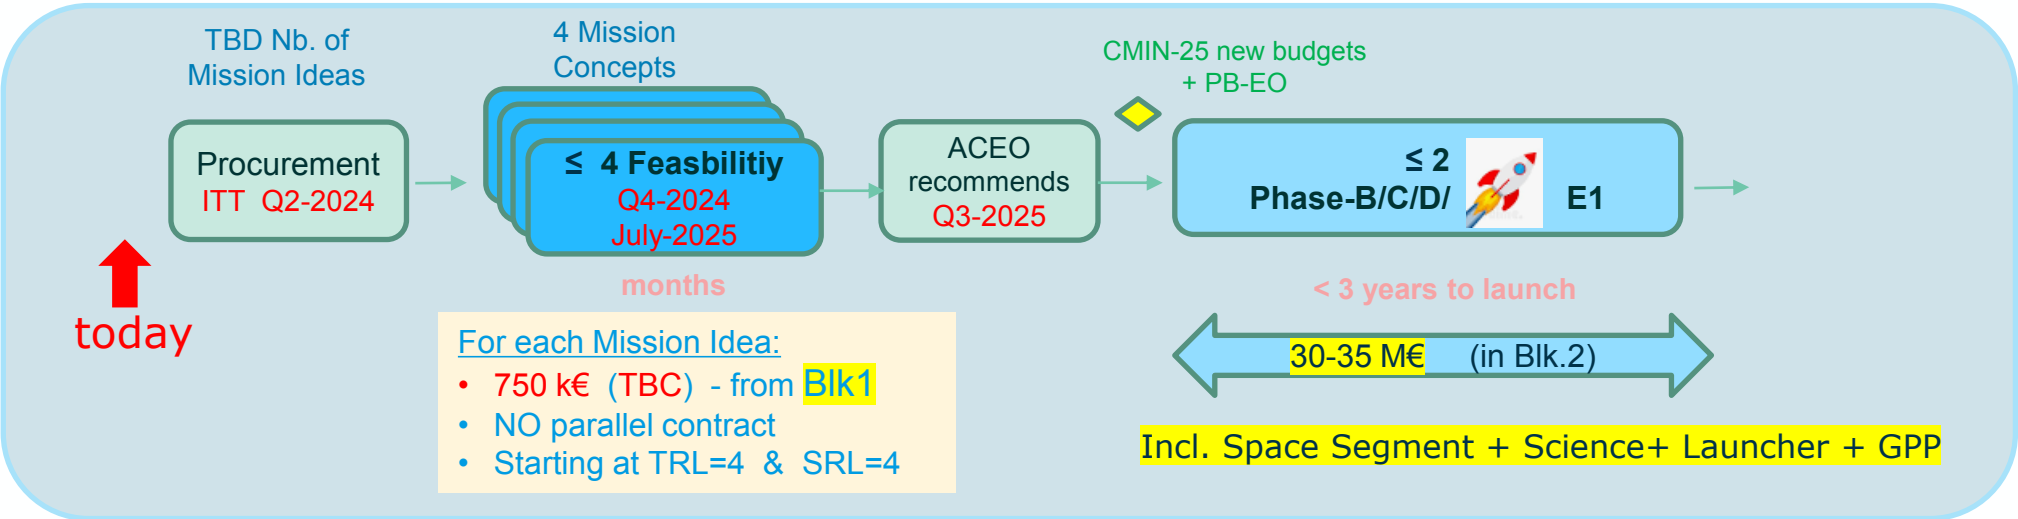 TBD Nb. of
Mission Ideas
4 Mission
Concepts
CMIN-25 new budgets
+ PB-EO
Procurement
ITT Q2-2024
≤ 4 Feasbilitiy
Q4-2024
July-2025
ACEO
recommends
Q3-2025
≤ 2
Phase-B/C/D/ E1
today
months
< 3 years to launch
For each Mission Idea:
• 750 k€ (TBC) - from Blk1
• NO parallel contract
• Starting at TRL=4 & SRL=4
30-35 M€ (in Blk.2)
Incl. Space Segment + Science+ Launcher + GPP